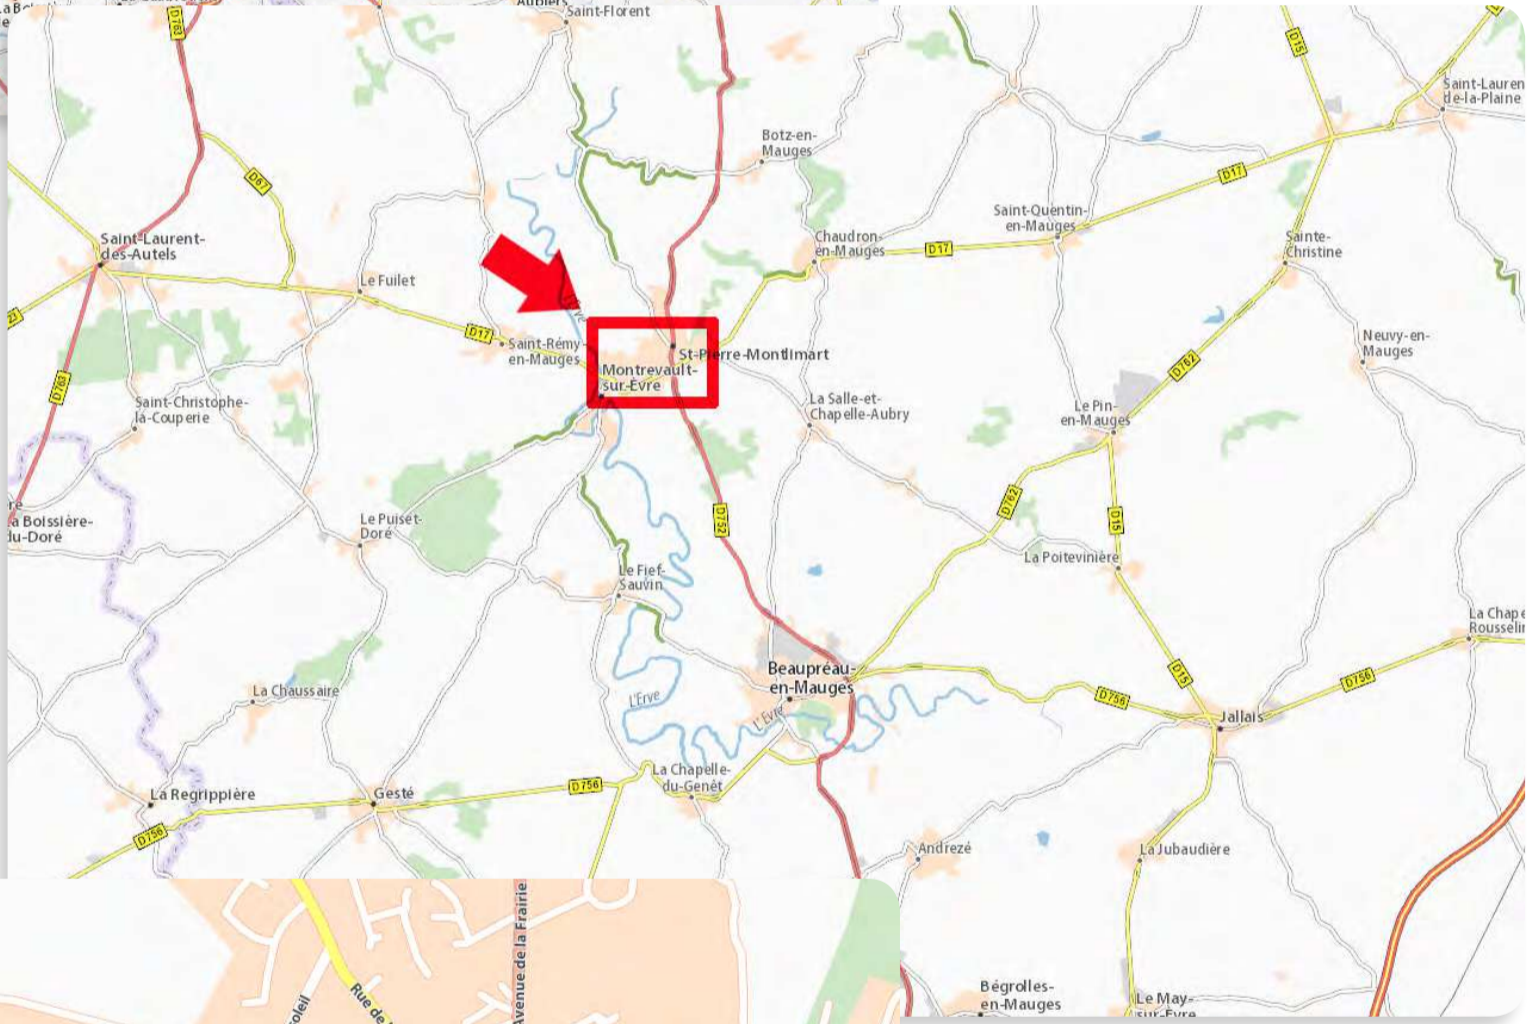 Aubiers
Saint-Florent
D763
D15
Saint-Lauren
de-la-Plaine
Botz-en-
Mauges
D67
D17
Saint-Quentin-
en-Mauges
Saint-Laurent-
des-Autels
Chaudron-
en-Mauges
D17
Sainte-
Christine
Le Fuilet
D17
Saint-Rémy-
en-Mauges
St-Pierre-Montlimart
Montrevault-
sur-Èvre
Neuvy-en-
Mauges
D762
D763
Saint-Christophe-
la-Couperie
La Salle-et-
Chapelle-Aubry
Le Pin-
en-Mauges
D762
D15
D752
a Boissière-
du-Doré
Le Puiset-
Doré
La Poitevinière
Le Fief-
Sauvin
La Chape
Rousselin
Beaupréau-
en-Mauges
D15
D756
D756
La Chaussaire
L'Erve
L'Evre
Jallais
La Chapelle-
du-Genêt
La Regrippière
Gesté
D756
D756
Andrezé
La Jubaudière
Avenue de la Frairie
Rue de
soleil
Bégrolles-
en-Mauges
Le May-
sur-Èvre